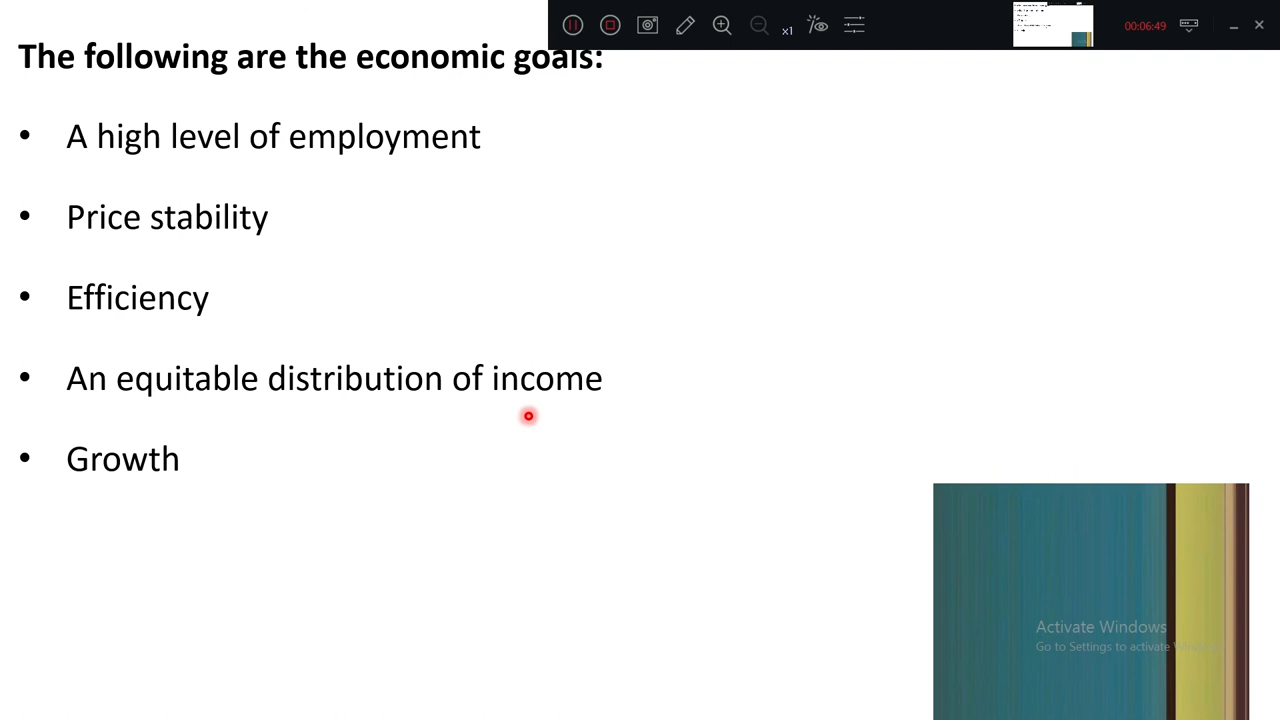 The following are the economic goals:
x1
00:06:49
• A high level of employment
• Price stability
• Efficiency
• An equitable distribution of income
• Growth
Activate Windows
Go to Settings to activate